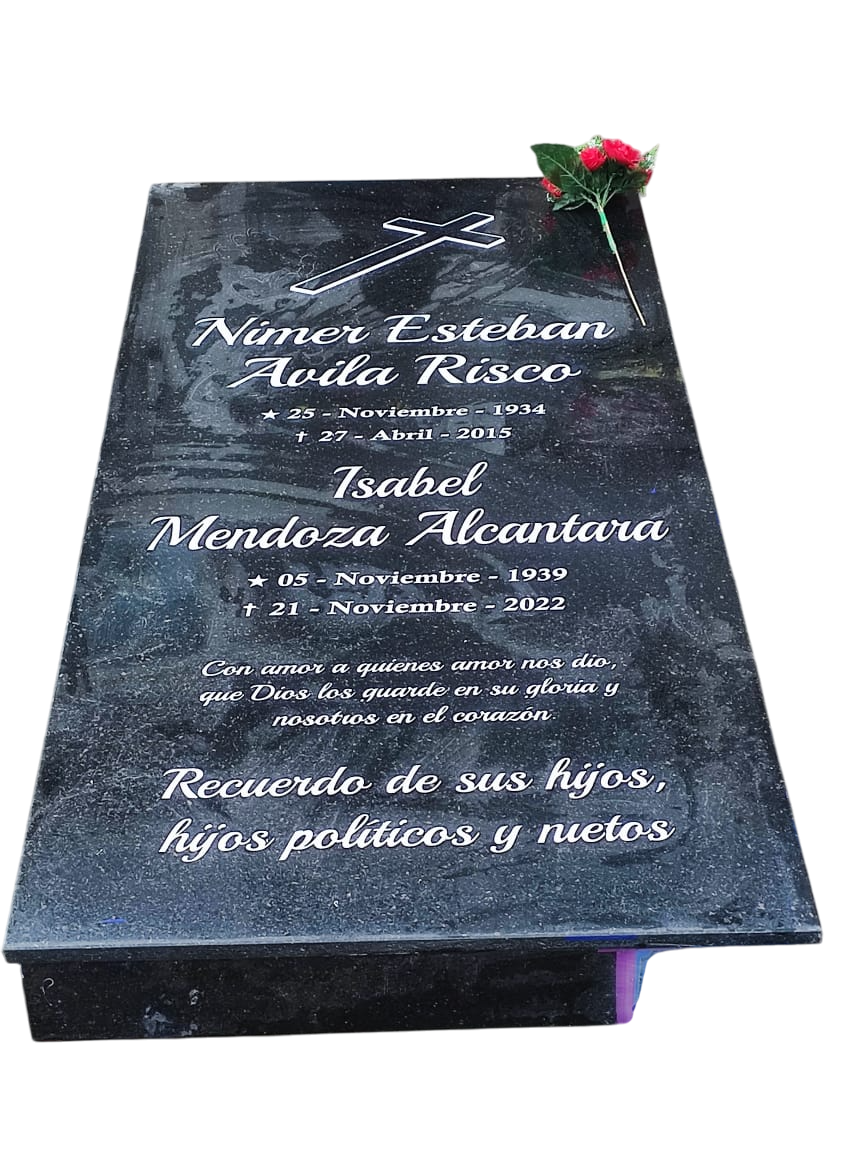 Nimer Esteban
Avila Risco
★ 25 - Noviembre - 1934
✝ 27 - Abril - 2015
Isabel
Mendoza Alcantara
★ 05 - Noviembre - 1939
✝ 21 - Noviembre - 2022
Con amor a quienes amor nos dio,
que Dios los guarde en su gloria y
nosotros en el corazón.
Recuerdo de sus hijos,
hijos políticos y nietos